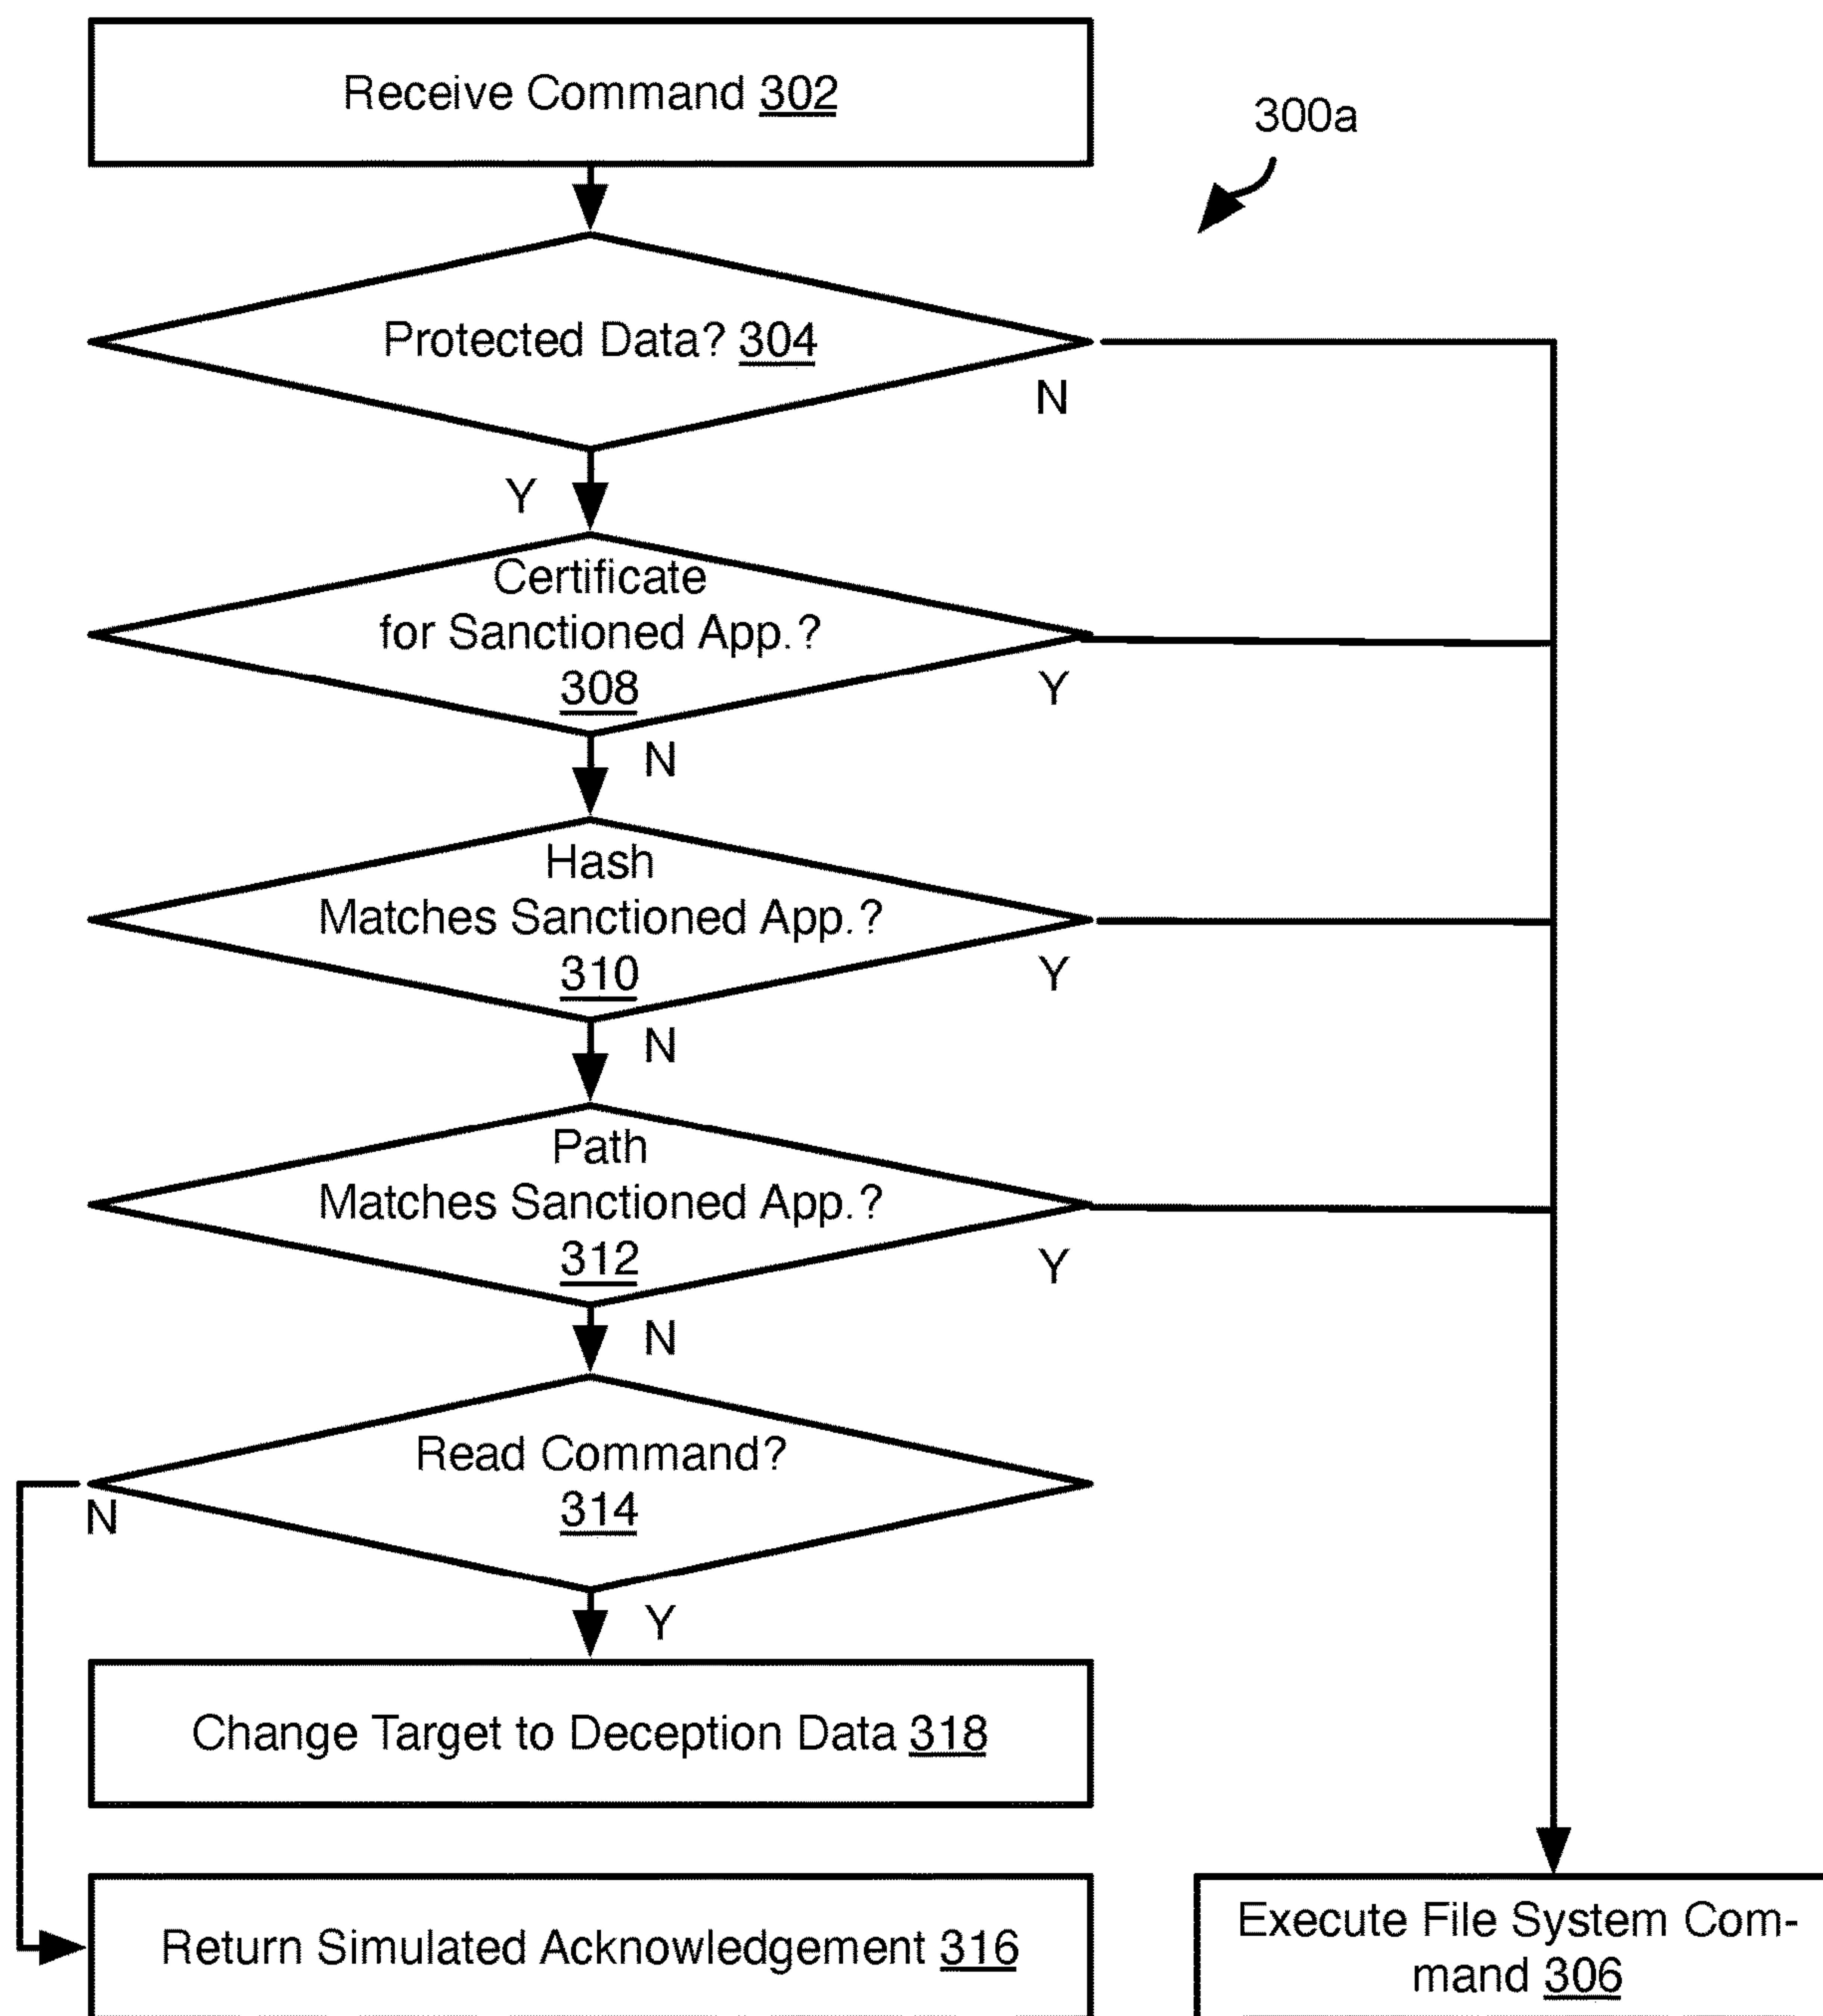 Receive Command 302
300a
Protected Data? 304
N
Y
Certificate
for Sanctioned App.?
308
Y
N
Hash
Matches Sanctioned App.?
310
Y
N
Path
Matches Sanctioned App.?
312
Y
N
Read Command?
314
N
Y
Change Target to Deception Data 318
Return Simulated Acknowledgement 316
Execute File System Com-
mand 306